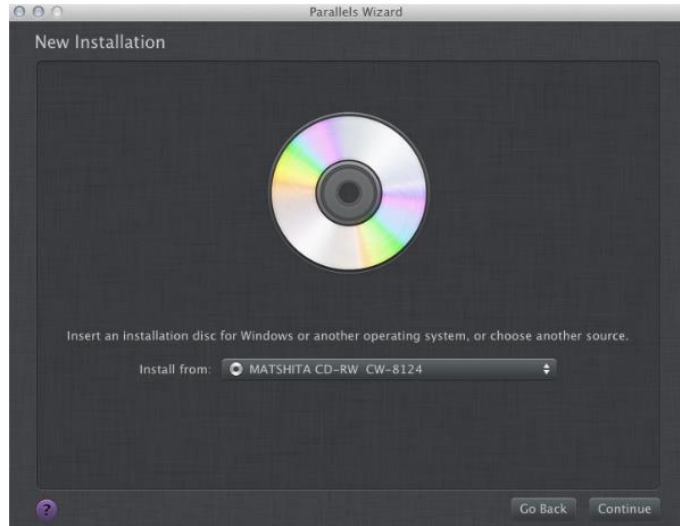 Parallels Wizard
New Installation
Insert an installation disc for Windows or another operating system, or choose another source.
Install from: MATSHITA CD-RW CW-8124
? Go Back Continue